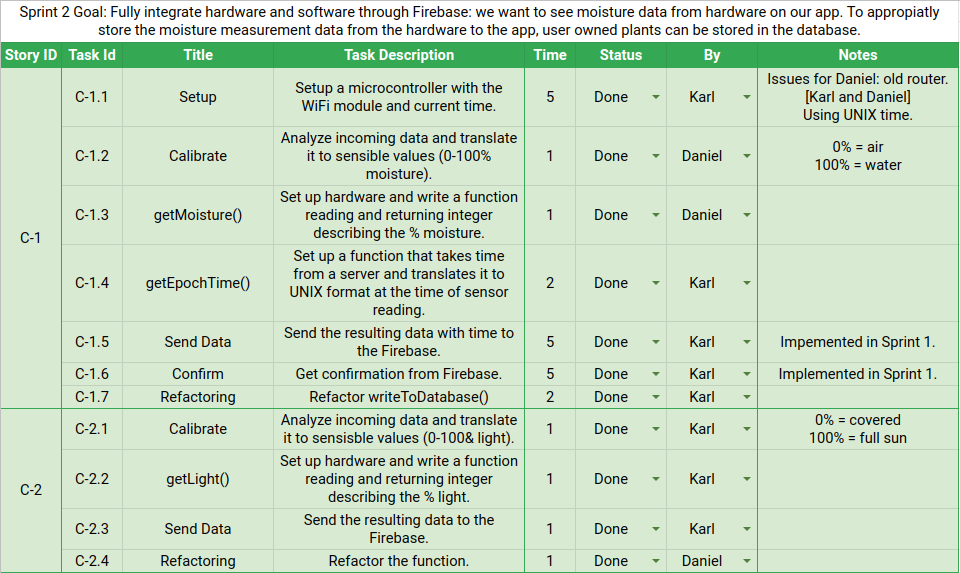 Sprint 2 Goal: Fully integrate hardware and software through Firebase: we want to see moisture data from hardware on our app. To appropiatly
store the moisture measurement data from the hardware to the app, user owned plants can be stored in the database.
Story ID Task Id Title Task Description Time Status By Notes
C-1
C-1.1 Setup
Setup a microcontroller with the
WiFi module and current time.
5 Done Karl
Issues for Daniel: old router.
[Karl and Daniel]
Using UNIX time.
C-1.2 Calibrate
Analyze incoming data and translate
it to sensible values (0-100%
moisture).
1 Done Daniel
0% = air
100% = water
C-1.3 getMoisture()
Set up hardware and write a function
reading and returning integer
describing the % moisture.
1 Done Daniel
C-1.4 getEpochTime()
Set up a function that takes time
from a server and translates it to
UNIX format at the time of sensor
reading.
2 Done Karl
C-1.5 Send Data
Send the resulting data with time to
the Firebase.
5 Done Karl
Impemented in Sprint 1.
C-1.6 Confirm Get confirmation from Firebase. 5 Done Karl Implemented in Sprint 1.
C-1.7 Refactoring Refactor writeToDatabase() 2 Done Karl
C-2
C-2.1 Calibrate
Analyze incoming data and translate
it to sensisble values (0-100& light).
1 Done Karl
0% = covered
100% = full sun
C-2.2 getLight()
Set up hardware and write a function
reading and returning integer
describing the % light.
1 Done Karl
C-2.3 Send Data
Send the resulting data to the
Firebase.
1 Done Karl
C-2.4 Refactoring Refactor the function. 1 Done Daniel